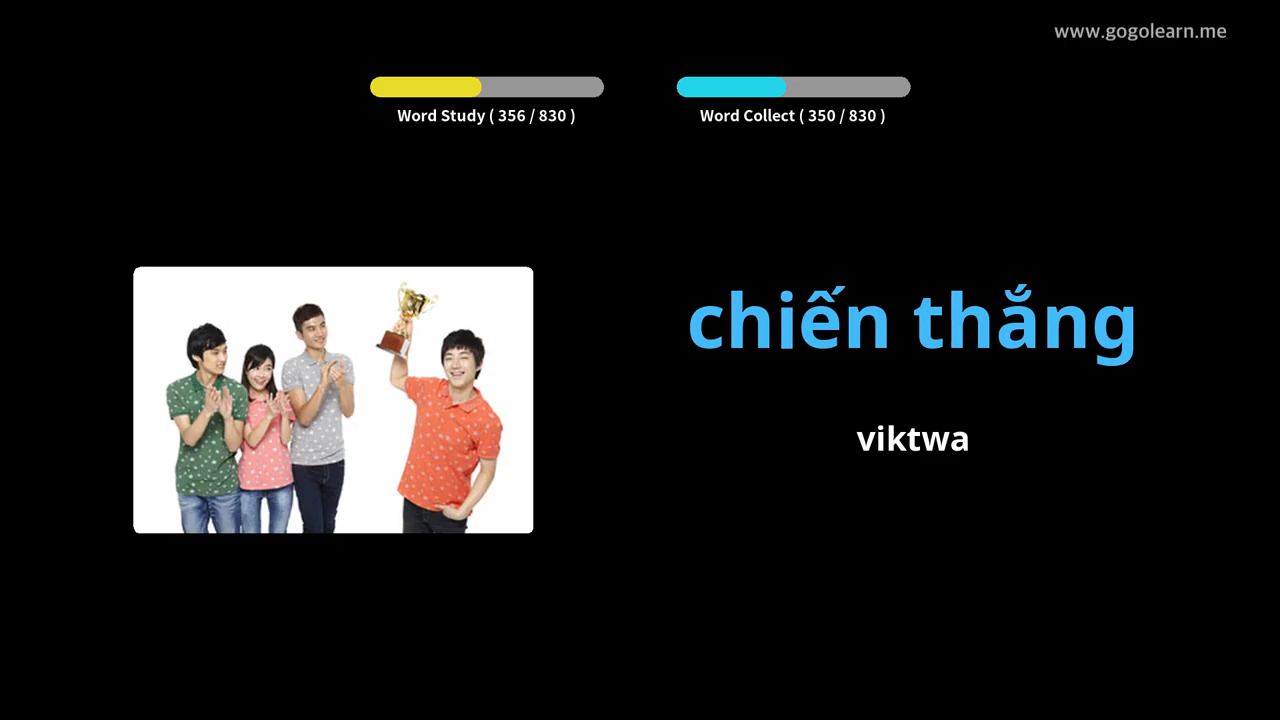 www.gogolearn.me
Word Study ( 356 / 830 )
Word Collect ( 350 / 830 )
chiến thắng
viktwa